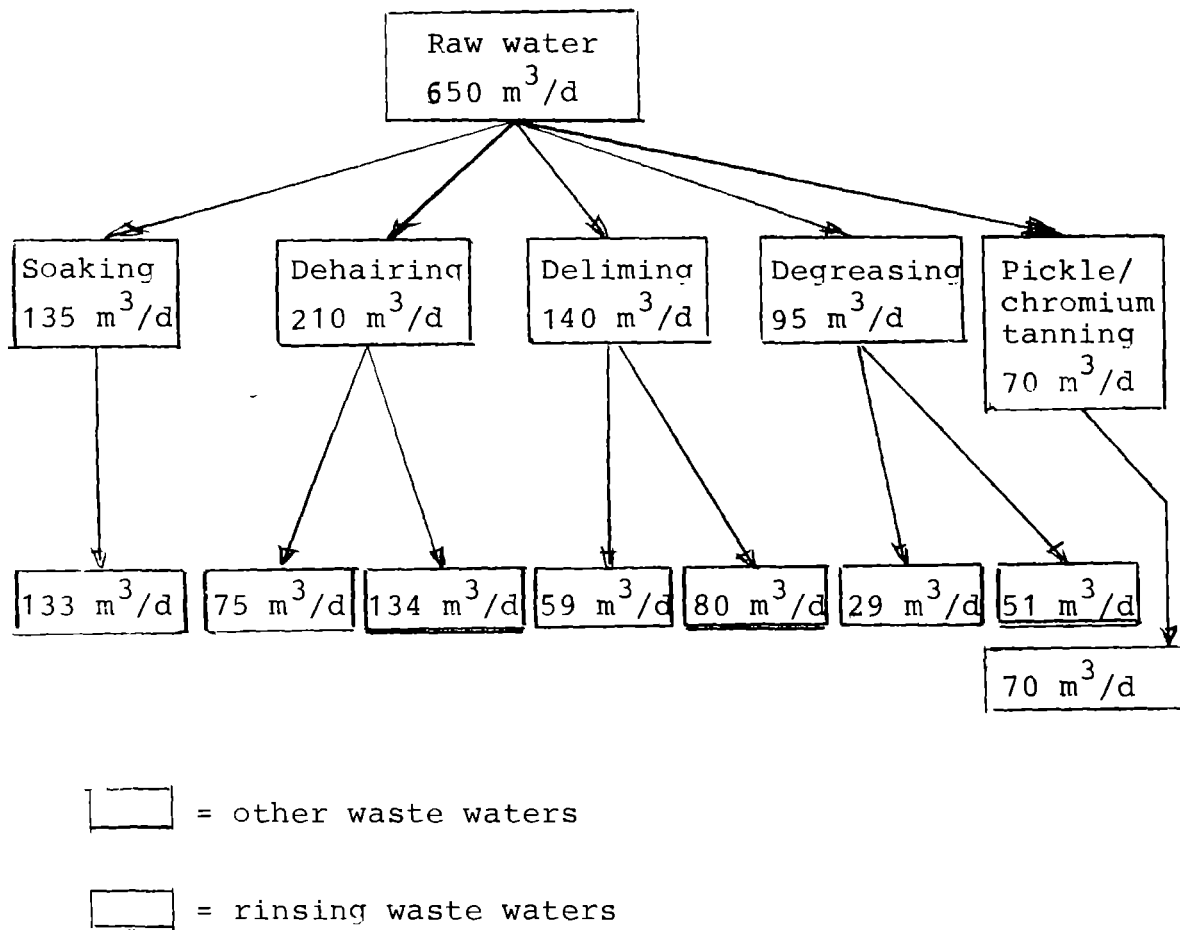 Raw water
650 m³/d
Soaking
135 m³/d
Dehairing
210 m³/d
Deliming
140 m³/d
Degreasing
95 m³/d
Pickle/
chromium
tanning
70 m³/d
133 m³/d
75 m³/d
134 m³/d
59 m³/d
80 m³/d
29 m³/d
51 m³/d
70 m³/d
= other waste waters
= rinsing waste waters